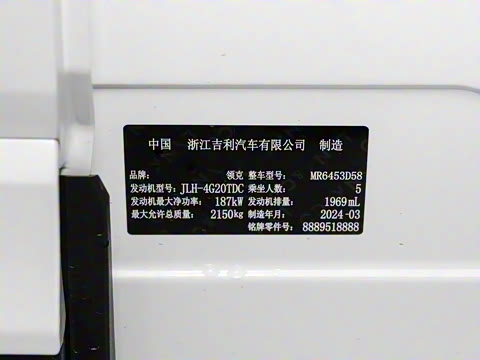 中国 浙江吉利汽车有限公司 制造
品牌: 领克 整车型号: MR6453D58
发动机型号: JLH-4G20TDC 乘坐人数: 5
发动机最大净功率: 187kW 发动机排量: 1969mL
最大允许总质量: 2150kg 制造年月: 2024-03
铭牌零件号: 8889518888